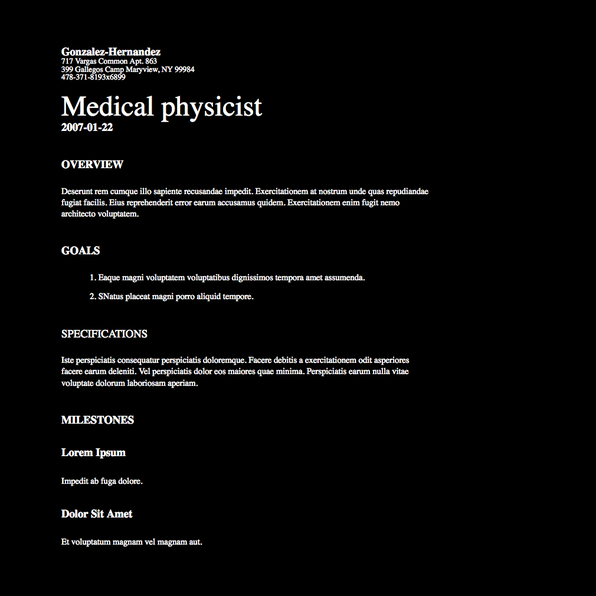 Gonzalez-Hernandez
717 Vargas Common Apt. 863
399 Gallegos Camp Maryview, NY 99984
478-371-8193x6899
Medical physicist
2007-01-22
OVERVIEW
Deserunt rem cumque illo sapiente recusandae impedit. Exercitationem at nostrum unde quas repudiandae
fugiat facilis. Eius reprehenderit error earum accusamus quidem. Exercitationem enim fugit nemo
architecto voluptatem.
GOALS
1. Eaque magni voluptatem voluptatibus dignissimos tempora amet assumenda.
2. SNatus placeat magni porro aliquid tempore.
SPECIFICATIONS
Iste perspiciatis consequatur perspiciatis doloremque. Facere debitis a exercitationem odit asperiores
facere earum deleniti. Vel perspiciatis dolor eos maiores quae minima. Perspiciatis earum nulla vitae
voluptate dolorum laboriosam aperiam.
MILESTONES
Lorem Ipsum
Impedit ab fuga dolore.
Dolor Sit Amet
Et voluptatum magnam vel magnam aut.